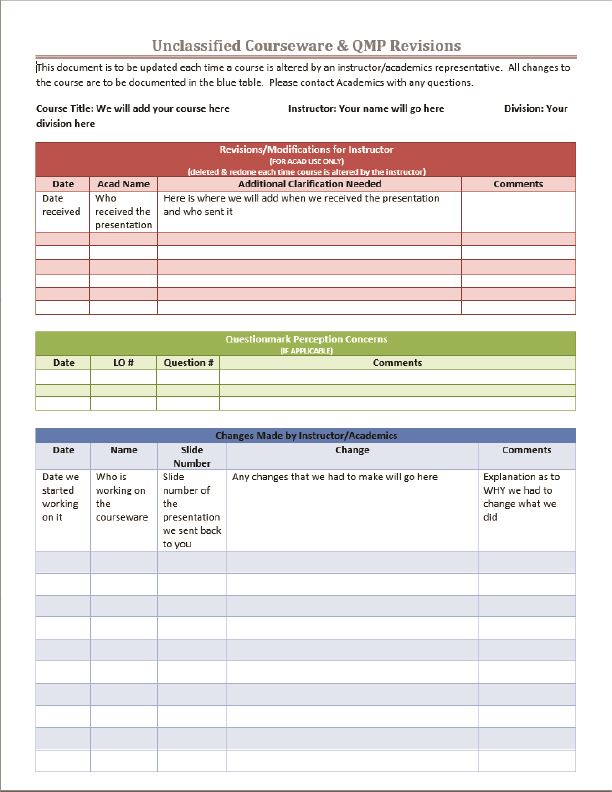 Unclassified Courseware & QMP Revisions
This document is to be updated each time a course is altered by an instructor/academics representative.  All changes to
the course are to be documented in the blue table.  Please contact Academics with any questions.
Course Title: We will add your course here Instructor: Your name will go here Division: Your
division here
Revisions/Modifications for Instructor
(FOR ACAD USE ONLY)
(deleted & redone each time course is altered by the instructor)
Date Acad Name Additional Clarification Needed Comments
Date Who Here is where we will add when we received the presentation
received received the and who sent it
presentation
Questionmark Perception Concerns
(IF APPLICABLE)
Date LO # Question # Comments
Changes Made by Instructor/Academics
Date Name Slide Change Comments
Number
Date we Who is Slide Any changes that we had to make will go here Explanation as to
started working on number of WHY we had to
working the the change what we
on it courseware presentation did
we sent back
to you